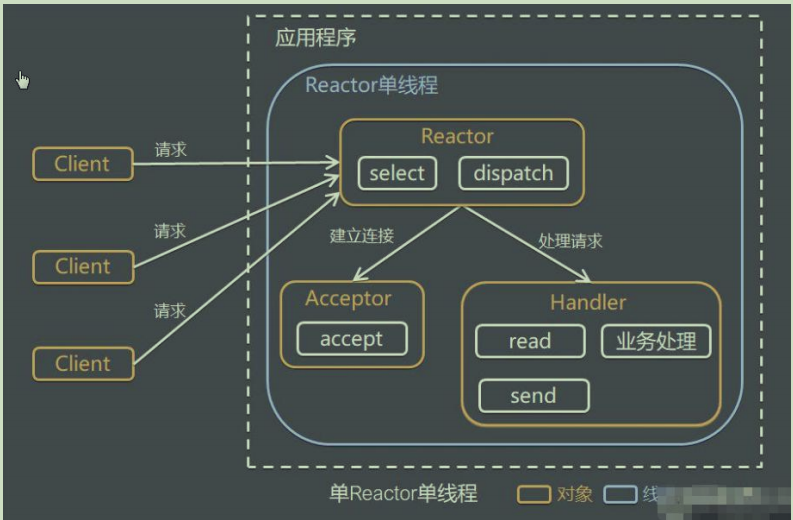 应用程序
Reactor单线程
Reactor
select
dispatch
Client
请求
Client
请求
Client
请求
建立连接
处理请求
Acceptor
accept
Handler
read
业务处理
send
单Reactor单线程
对象
线